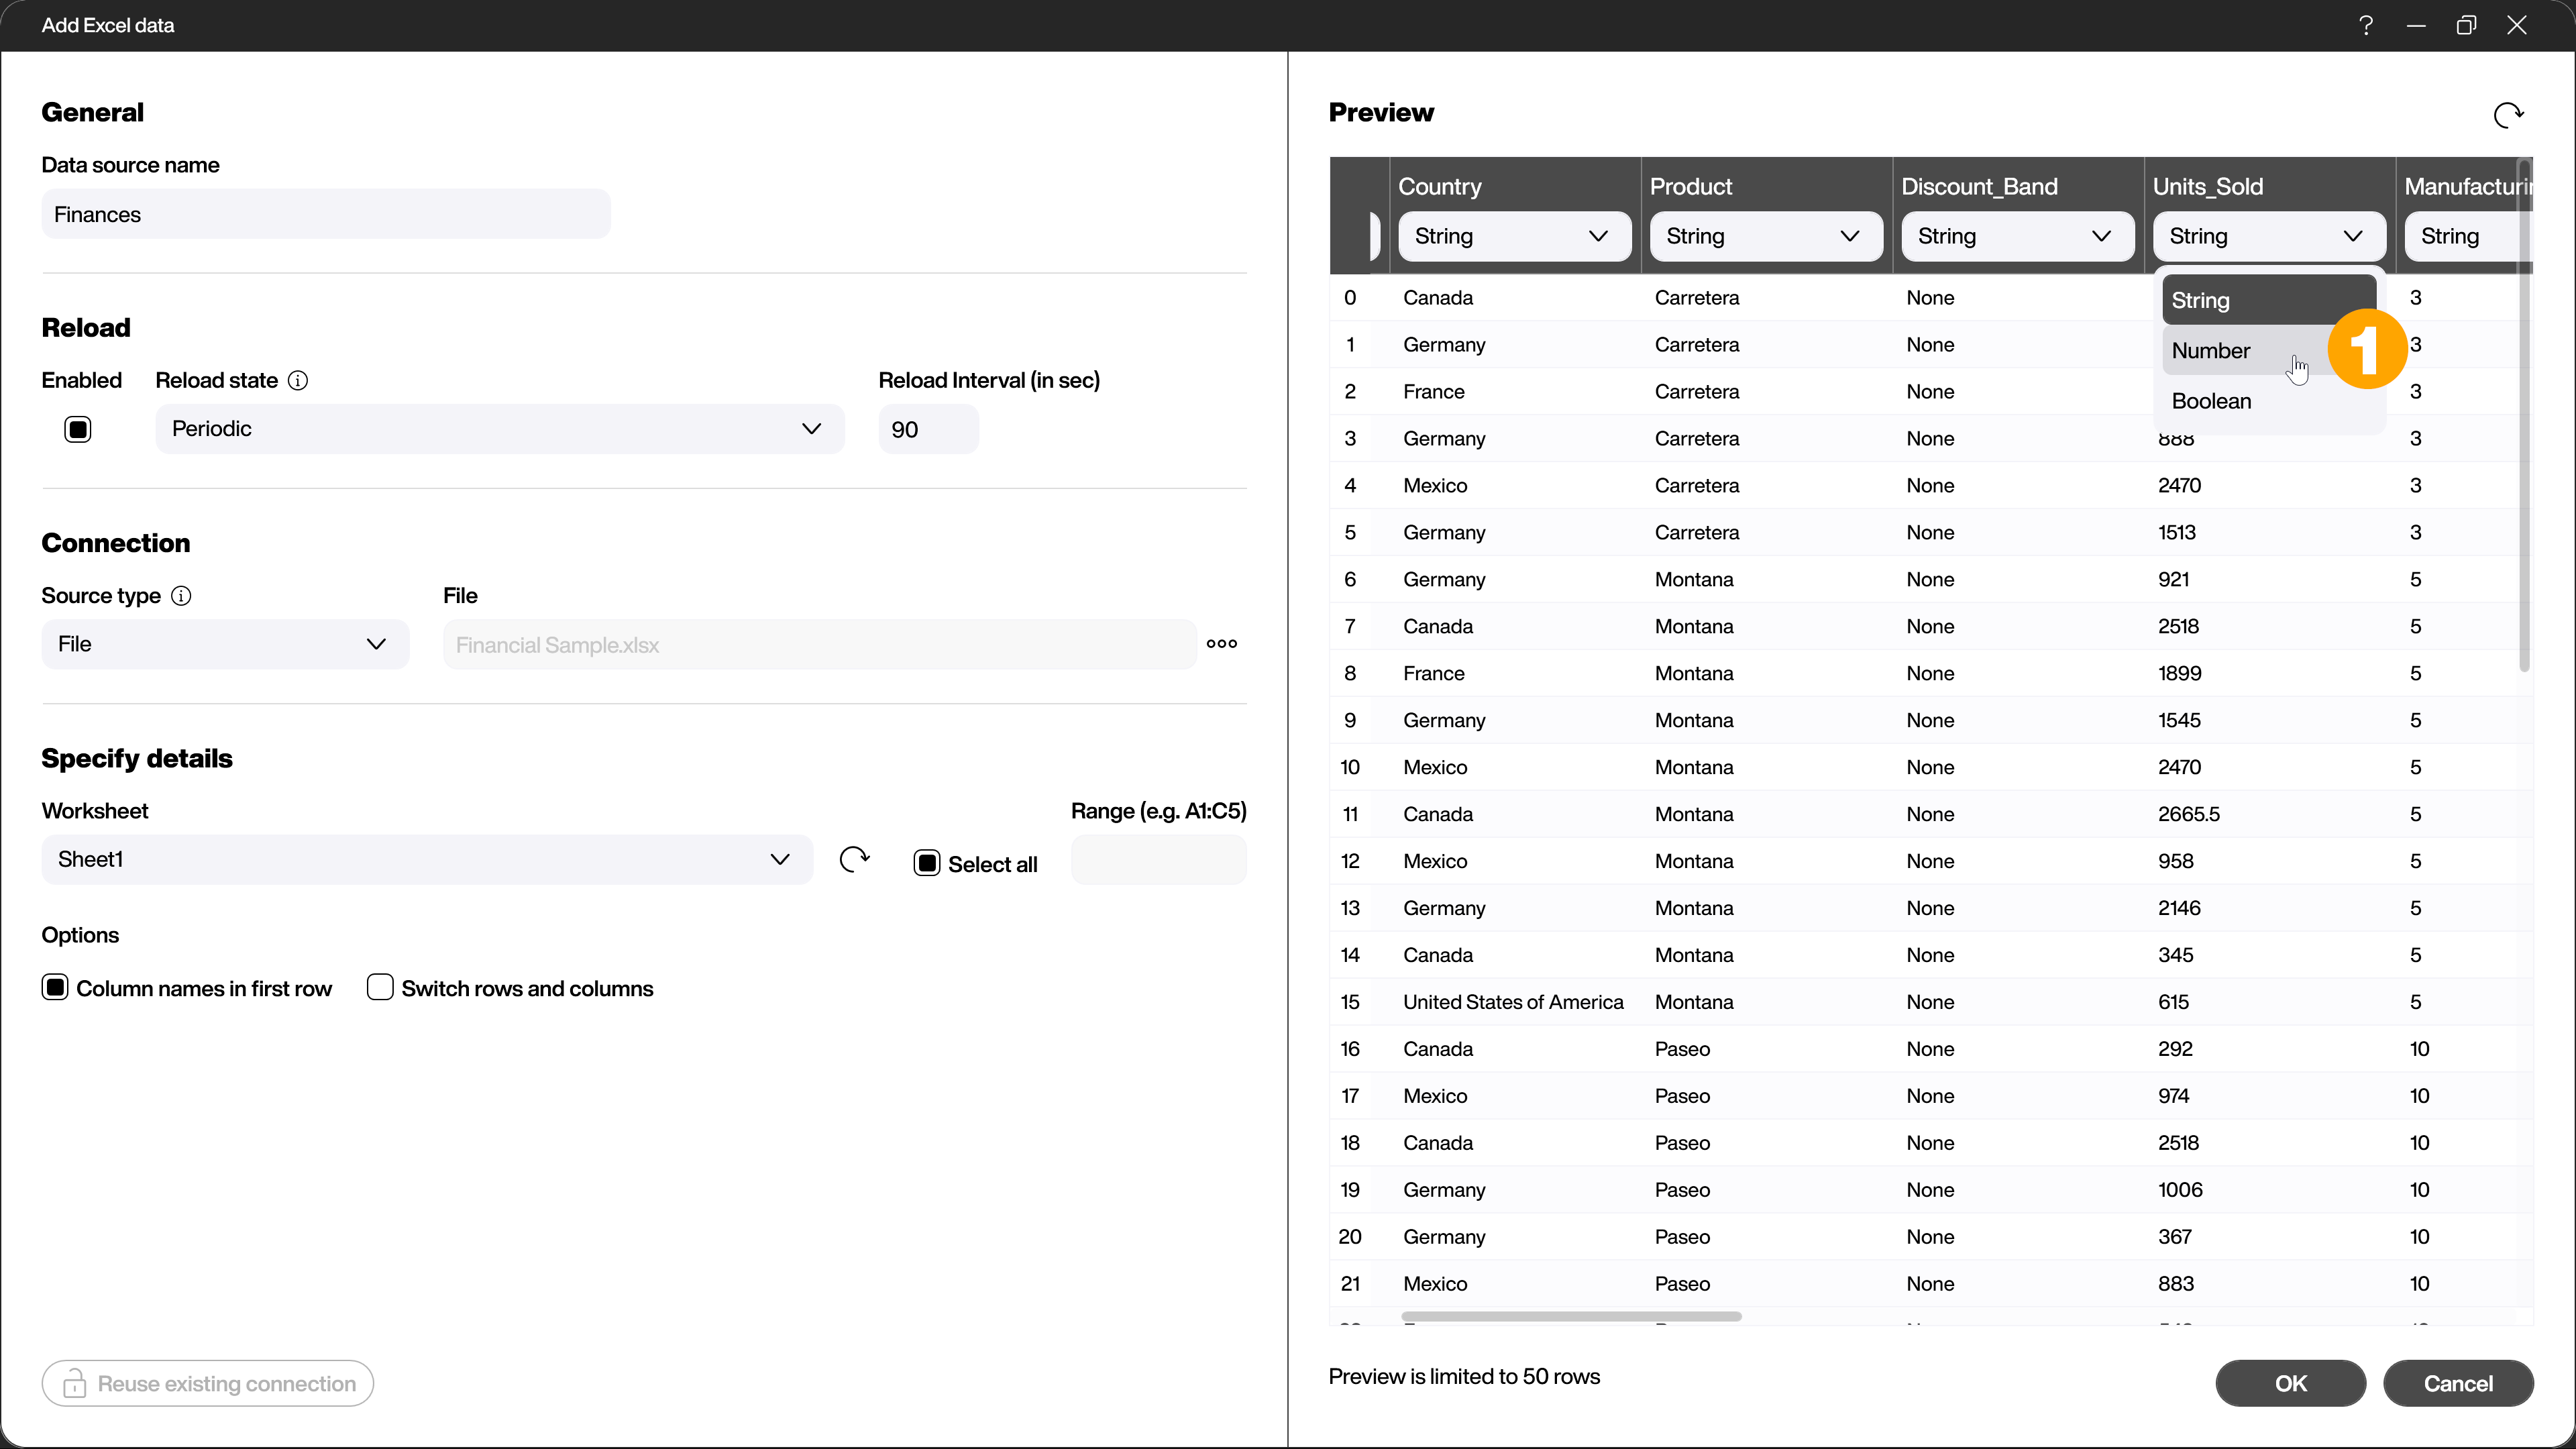 Add Excel data
General
Data source name
Finances
Reload
Enabled
Reload state
Reload Interval (in sec)
Periodic
90
Connection
Source type
File
File
Financial Sample.xlsx
Specify details
Worksheet
Range (e.g. A1:C5)
Sheet1
Select all
Options
Column names in first row
Switch rows and columns
Reuse existing connection
Preview
Country Product Discount_Band Units_Sold Manufacturi
String String String String String
String
Number
Boolean
1
0 Canada Carretera None 3
1 Germany Carretera None 3
2 France Carretera None 3
3 Germany Carretera None 888 3
4 Mexico Carretera None 2470 3
5 Germany Carretera None 1513 3
6 Germany Montana None 921 5
7 Canada Montana None 2518 5
8 France Montana None 1899 5
9 Germany Montana None 1545 5
10 Mexico Montana None 2470 5
11 Canada Montana None 2665.5 5
12 Mexico Montana None 958 5
13 Germany Montana None 2146 5
14 Canada Montana None 345 5
15 United States of America Montana None 615 5
16 Canada Paseo None 292 10
17 Mexico Paseo None 974 10
18 Canada Paseo None 2518 10
19 Germany Paseo None 1006 10
20 Germany Paseo None 367 10
21 Mexico Paseo None 883 10
Preview is limited to 50 rows
OK
Cancel